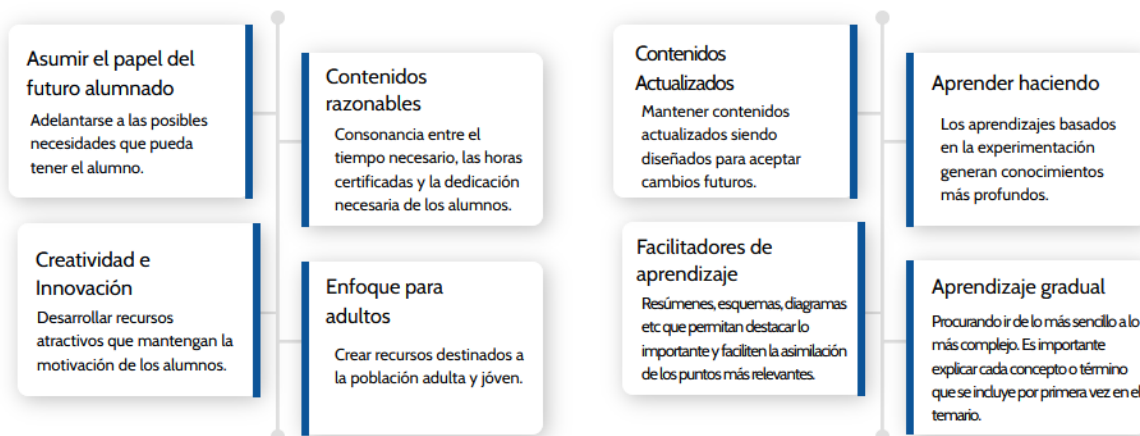 Asumir el papel del
futuro alumnado
Adelantarse a las posibles
necesidades que pueda
tener el alumno.
Contenidos
razonables
Consonancia entre el
tiempo necesario, las horas
certificadas y la dedicación
necesaria de los alumnos.
Creatividad e
Innovación
Desarrollar recursos
atractivos que mantengan la
motivación de los alumnos.
Enfoque para
adultos
Crear recursos destinados a
la población adulta y jóven.
Contenidos
Actualizados
Mantener contenidos
actualizados siendo
diseñados para aceptar
cambios futuros.
Aprender haciendo
Los aprendizajes basados
en la experimentación
generan conocimientos
más profundos.
Facilitadores de
aprendizaje
Resúmenes, esquemas, diagramas
etc que permitan destacar lo
importante y faciliten la asimilación
de los puntos más relevantes.
Aprendizaje gradual
Procurando ir de lo más sencillo a lo
más complejo. Es importante
explicar cada concepto o término
que se incluye por primera vez en el
temario.